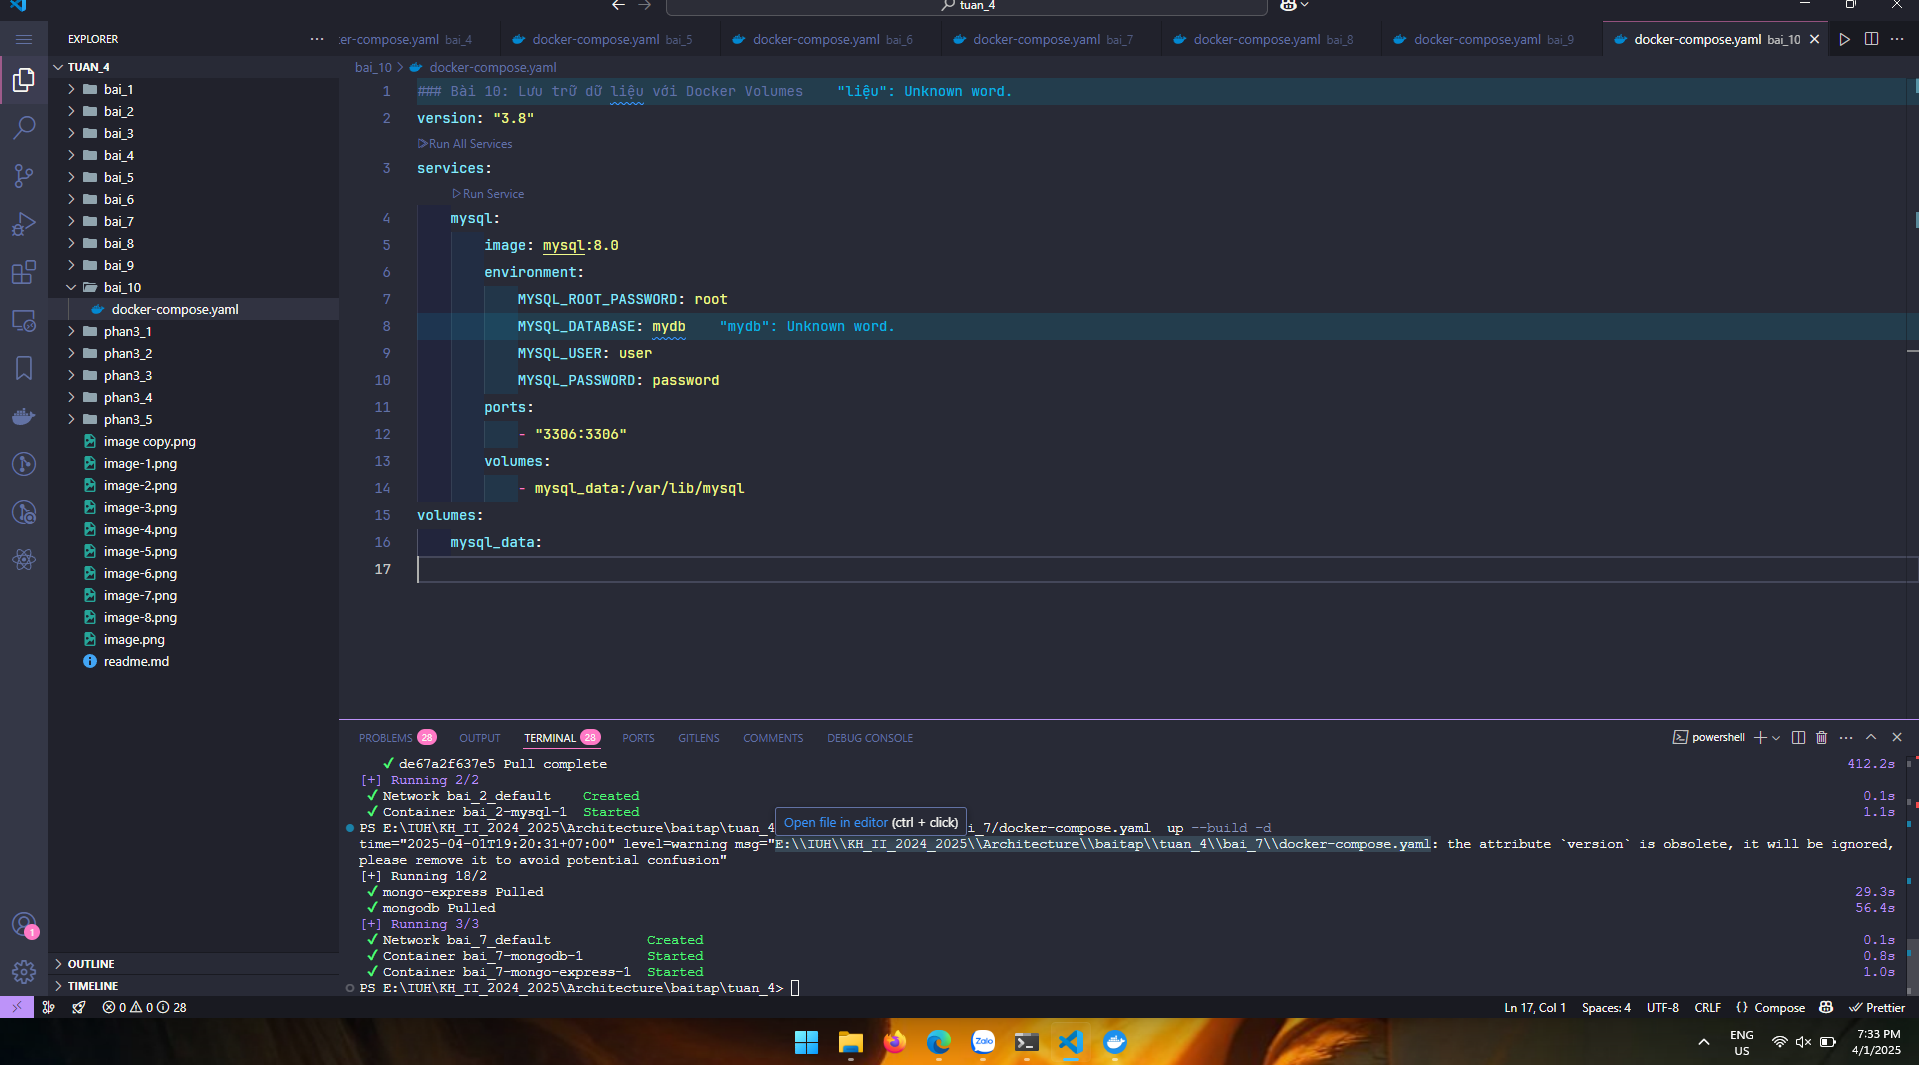 tuan_4
EXPLORER
er-compose.yaml bai_4
docker-compose.yaml bai_5
docker-compose.yaml bai_6
docker-compose.yaml bai_7
docker-compose.yaml bai_8
docker-compose.yaml bai_9
docker-compose.yaml bai_10
TUAN_4
bai_1
bai_2
bai_3
bai_4
bai_5
bai_6
bai_7
bai_8
bai_9
bai_10
docker-compose.yaml
phan3_1
phan3_2
phan3_3
phan3_4
phan3_5
image copy.png
image-1.png
image-2.png
image-3.png
image-4.png
image-5.png
image-6.png
image-7.png
image-8.png
image.png
readme.md
OUTLINE
TIMELINE
bai_10 > docker-compose.yaml
1 ### Bài 10: Lưu trữ dữ liệu với Docker Volumes "liệu": Unknown word.
2 version: "3.8"
Run All Services
3 services:
Run Service
4 mysql:
5 image: mysql:8.0
6 environment:
7 MYSQL_ROOT_PASSWORD: root
8 MYSQL_DATABASE: mydb "mydb": Unknown word.
9 MYSQL_USER: user
10 MYSQL_PASSWORD: password
11 ports:
12 - "3306:3306"
13 volumes:
14 - mysql_data:/var/lib/mysql
15 volumes:
16 mysql_data:
17
PROBLEMS 28 OUTPUT TERMINAL 23 PORTS GITLENS COMMENTS DEBUG CONSOLE
powershell
✔ de67a2f637e5 Pull complete 412.2s
[+] Running 2/2
✔ Network bai_2_default Created 0.1s
✔ Container bai_2-mysql-1 Started 1.1s
Open file in editor (ctrl + click)
PS E:\IUH\KH_II_2024_2025\Architecture\baitap\tuan_4 i_7/docker-compose.yaml up --build -d
time="2025-04-01T19:20:31+07:00" level=warning msg="E:\\IUH\\KH_II_2024_2025\\Architecture\\baitap\\tuan_4\\bai_7\\docker-compose.yaml: the attribute `version` is obsolete, it will be ignored,
please remove it to avoid potential confusion"
[+] Running 18/2
✔ mongo-express Pulled 29.3s
✔ mongodb Pulled 56.4s
[+] Running 3/3
✔ Network bai_7_default Created 0.1s
✔ Container bai_7-mongodb-1 Started 0.8s
✔ Container bai_7-mongo-express-1 Started 1.0s
PS E:\IUH\KH_II_2024_2025\Architecture\baitap\tuan_4>
1
0 0 28
Ln 17, Col 1 Spaces: 4 UTF-8 CRLF {} Compose Prettier
Zalo
ENG
US
7:33 PM
4/1/2025